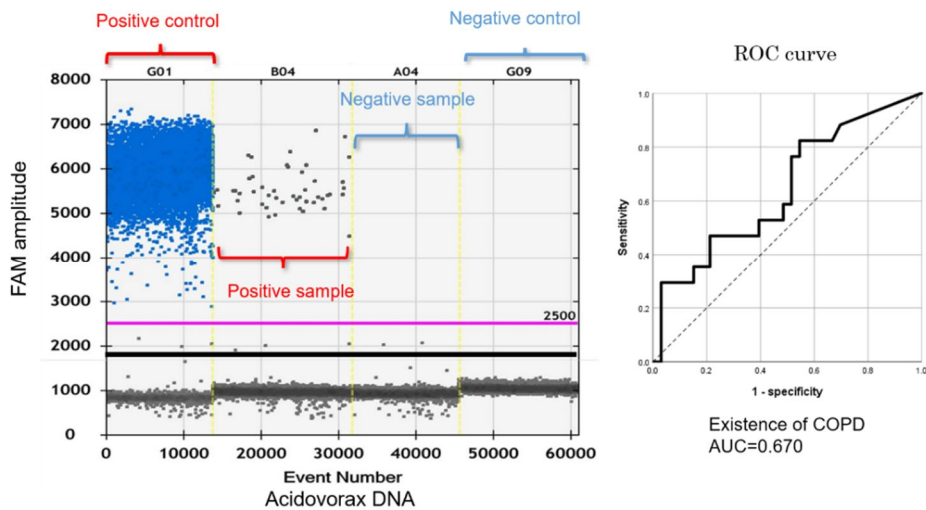 Positive control
Negative control
G01 B04 A04 G09
8000
7000
6000
5000
4000
3000
2000
1000
0
FAM amplitude
Negative sample
Positive sample
2500
0 10000 20000 30000 40000 50000 60000
Event Number
Acidovorax DNA
ROC curve
1.0
0.8
0.6
0.4
0.2
0.0
Sensitivity
0.0 0.2 0.4 0.6 0.8 1.0
1 - specificity
Existence of COPD
AUC=0.670